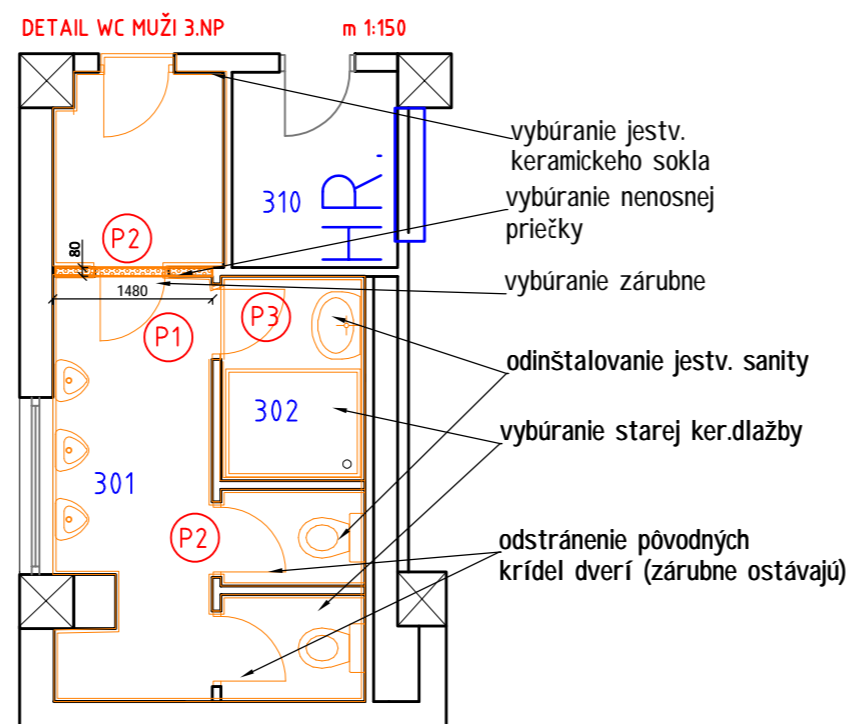 DETAIL WC MUŽI 3.NP m 1:150
vybúranie jestv.
keramickeho sokla
vybúranie nenosnej
priečky
vybúranie zárubne
310
HR.
P2
80
1480
P1
P3
odinštalovanie jestv. sanity
302
vybúranie starej ker.dlažby
301
P2
odstránenie pôvodných
krídel dverí (zárubne ostávajú)